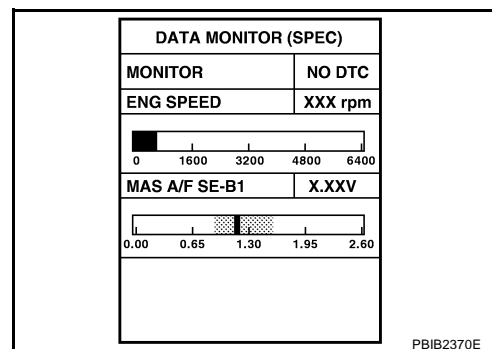 DATA MONITOR (SPEC)
MONITOR NO DTC
ENG SPEED XXX rpm
0 1600 3200 4800 6400
MAS A/F SE-B1 X.XXV
0.00 0.65 1.30 1.95 2.60
PBIB2370E